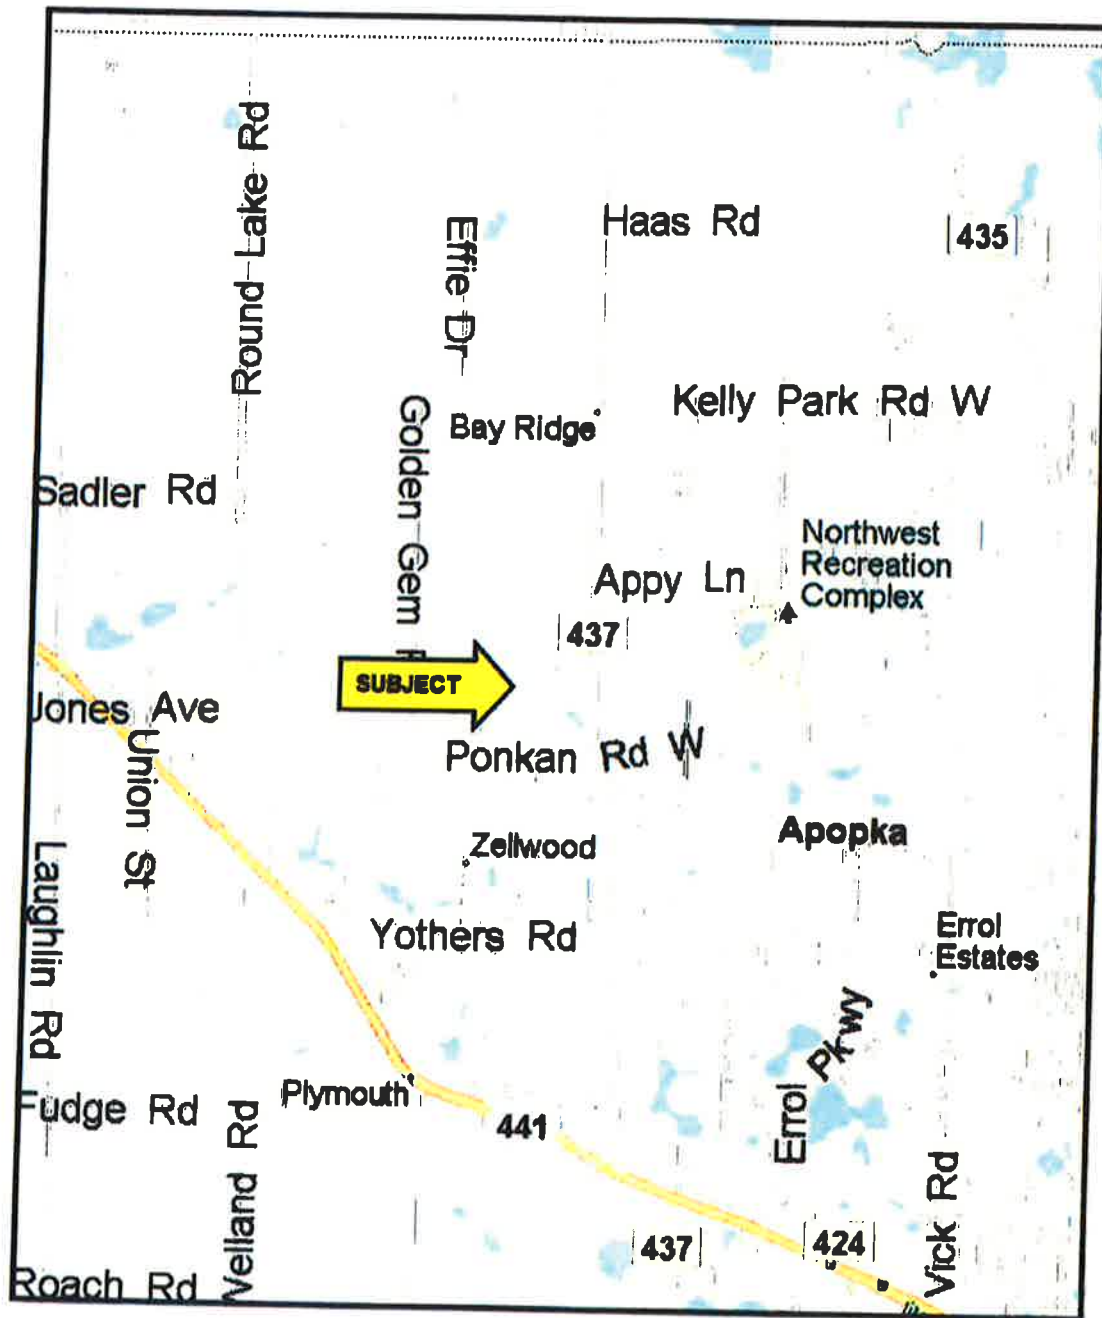 Round Lake Rd
Effie Dr
Haas Rd
435
Kelly Park Rd W
Golden Gem
Bay Ridge
Sadler Rd
Northwest
Recreation
Complex
Appy Ln
437
SUBJECT
Jones Ave
Union St
Ponkan Rd W
Apopka
Zellwood
Laughlin Rd
Yothers Rd
Errol
Estates
Errol Pkwy
Plymouth
Fudge Rd
441
Welland Rd
Vick Rd
437
424
Roach Rd